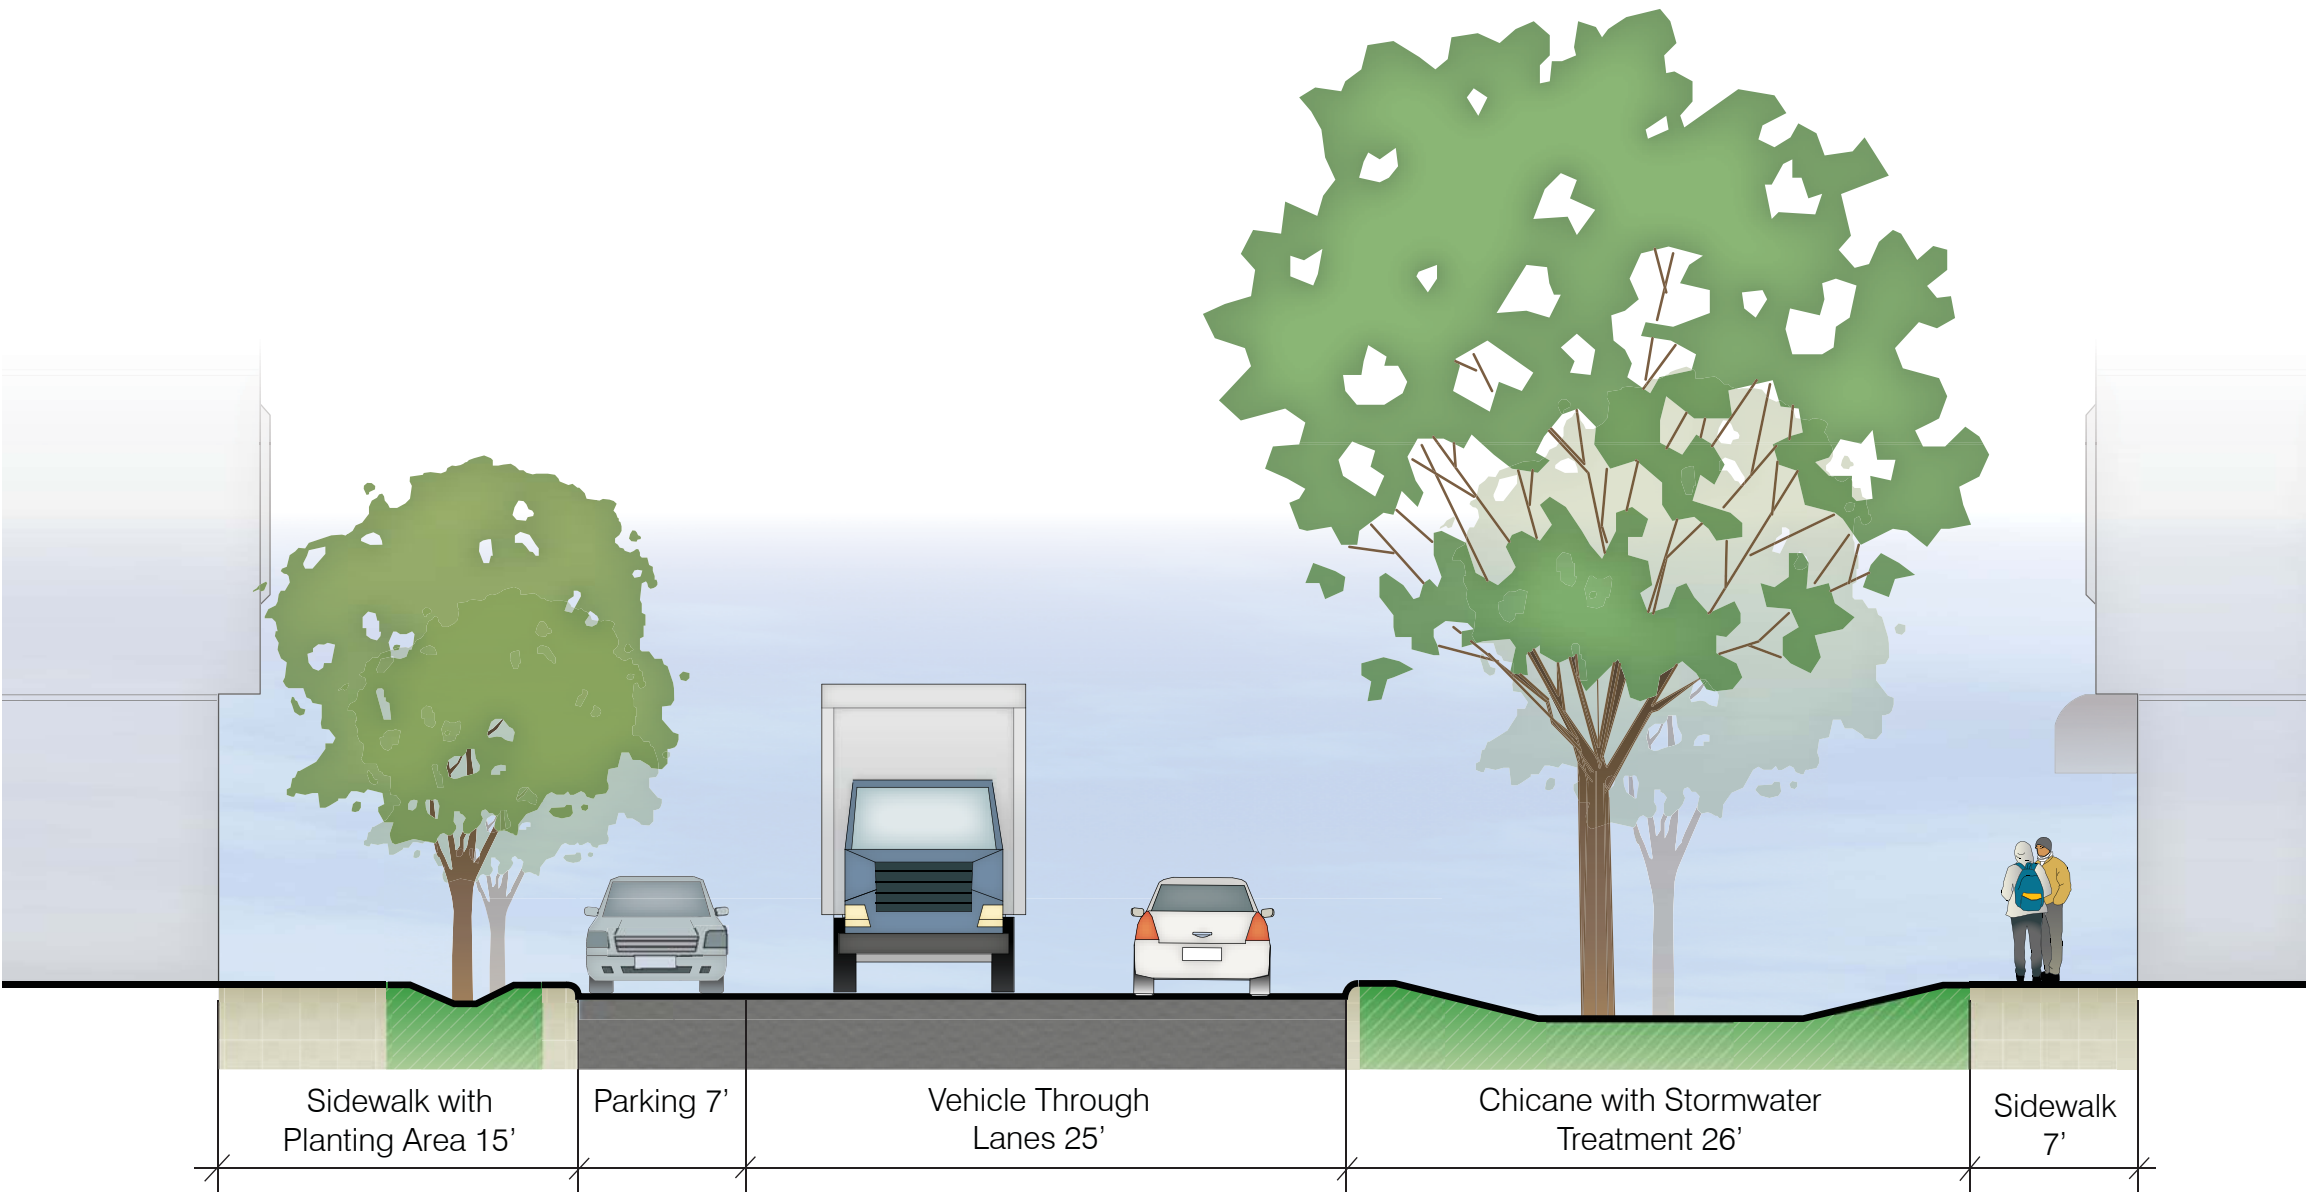 Sidewalk with
Planting Area 15’
Parking 7’
Vehicle Through
Lanes 25’
Chicane with Stormwater
Treatment 26’
Sidewalk
7’